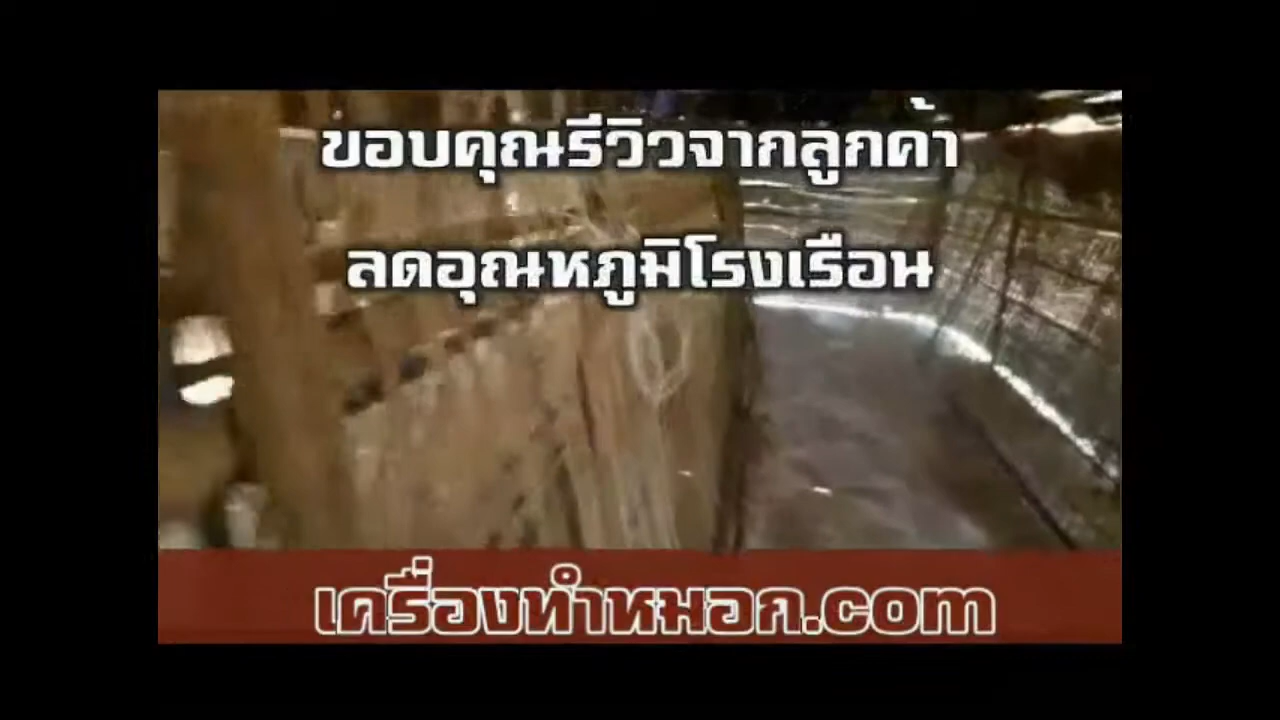 ขอบคุณรีวิวจากลูกค้า
ลดอุณหภูมิโรงเรือน
เครื่องทำหมอก.com